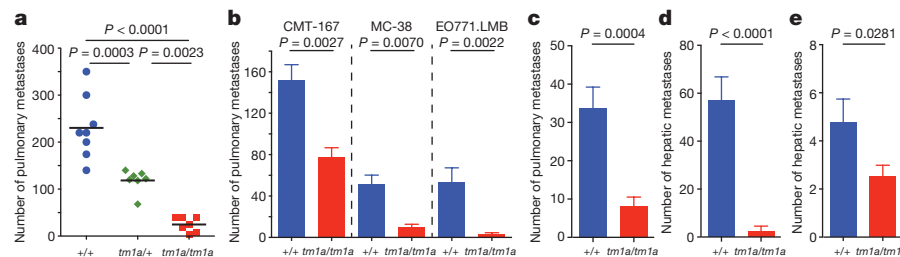 a
P < 0.0001
P = 0.0003 P = 0.0023
Number of pulmonary metastases
400
300
200
100
0
+/+ tm1a/+ tm1a/tm1a
b
CMT-167 MC-38 EO771.LMB
P = 0.0027 P = 0.0070 P = 0.0022
Number of pulmonary metastases
160
120
80
40
0
+/+ tm1a/tm1a +/+ tm1a/tm1a +/+ tm1a/tm1a
c
P = 0.0004
Number of pulmonary metastases
50
40
30
20
10
0
+/+ tm1a/tm1a
d
P < 0.0001
Number of hepatic metastases
80
60
40
20
0
+/+ tm1a/tm1a
e
P = 0.0281
Number of hepatic metastases
8
6
4
2
0
+/+ tm1a/tm1